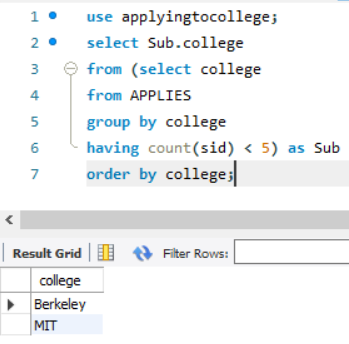 1 use applyingtocollege;
2 select Sub.college
3 from (select college
4 from APPLIES
5 group by college
6 having count(sid) < 5) as Sub
7 order by college;
Result Grid Filter Rows:
college
Berkeley
MIT